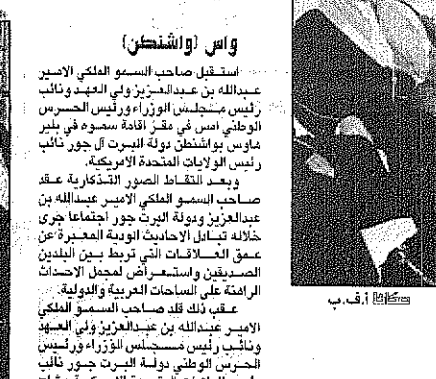 واس (واشنطن)
استقبل صاحب السمو الملكي الامير
عبدالله بن عبدالعزيز ولي العهد ونائب
رئيس مجلس الوزراء ورئيس الحرس
الوطني امس في مقر اقامة سموه في بلير
هاوس بواشنطن دولة البرت آل جور نائب
رئيس الولايات المتحدة الامريكية.
وبعد التقاط الصور التذكارية عقد
صاحب السمو الملكي الامير عبدالله بن
عبدالعزيز ودولة البرت جور اجتماعا جرى
خلاله تبادل الاحاديث الودية المعبرة عن
عمق العلاقات التي تربط بين البلدين
الصديقين واستعراض لمجمل الاحداث
الراهنة على الساحات العربية والدولية.
عقب ذلك قلد صاحب السمو الملكي
الامير عبدالله بن عبدالعزيز ولي العهد
ونائب رئيس مجلس الوزراء ورئيس
الحرس الوطني دولة البرت جور نائب
أ.ف.ب